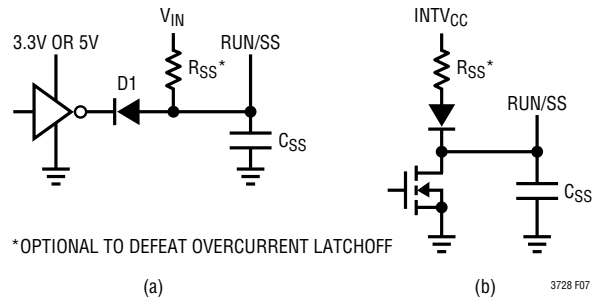 V_IN
INTV_CC
3.3V OR 5V
RUN/SS
D1
R_SS*
R_SS*
RUN/SS
C_SS
C_SS
*OPTIONAL TO DEFEAT OVERCURRENT LATCHOFF
(a)
(b)
3728 F07